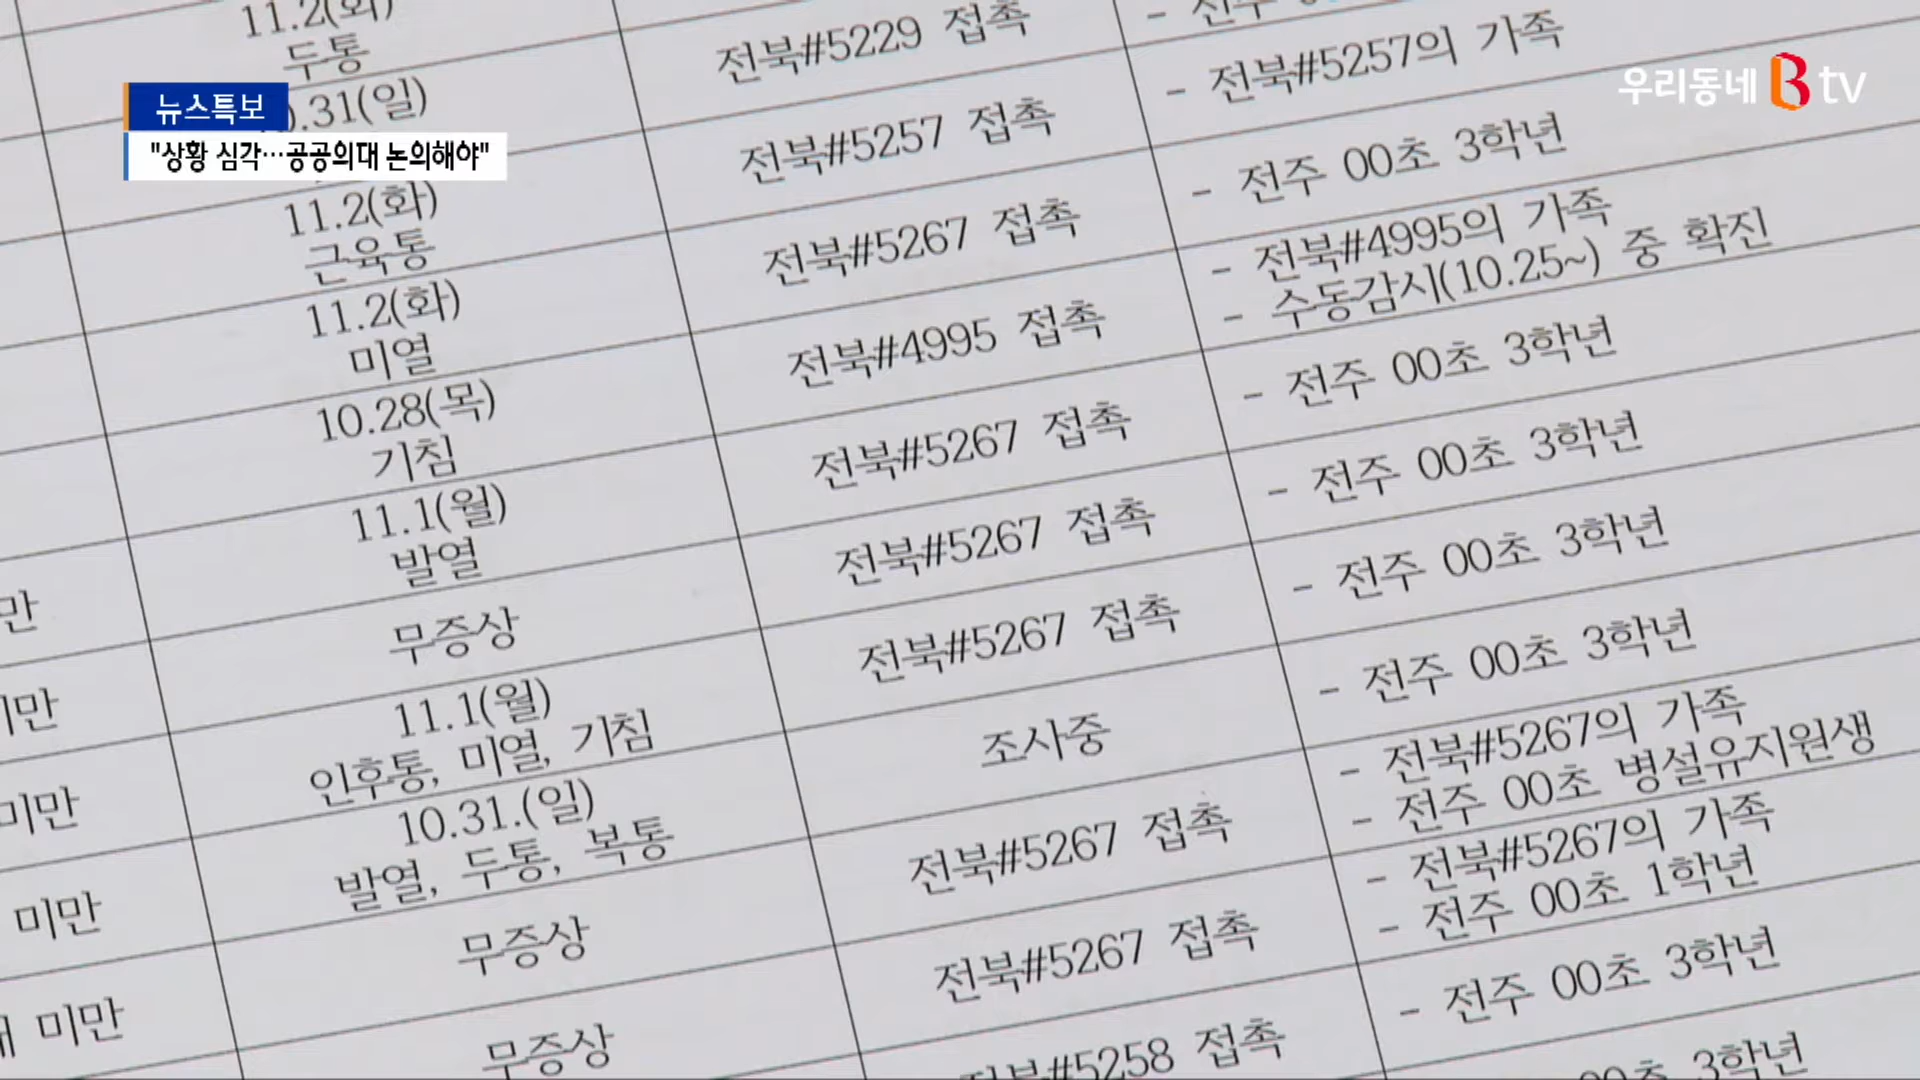 우리동네 B tv
뉴스특보
"상황 심각…공공의대 논의해야"
11.2(화)
두통
전북#5229 접촉
- 전북#5257의 가족
.31(일)
전북#5257 접촉
- 전주 00초 3학년
11.2(화)
근육통
전북#5267 접촉
- 전북#4995의 가족
- 수동감시(10.25~) 중 확진
11.2(화)
미열
전북#4995 접촉
- 전주 00초 3학년
10.28(목)
기침
전북#5267 접촉
- 전주 00초 3학년
11.1(월)
발열
전북#5267 접촉
- 전주 00초 3학년
만
무증상
전북#5267 접촉
- 전주 00초 3학년
미만
11.1(월)
인후통, 미열, 기침
조사중
- 전북#5267의 가족
- 전주 00초 병설유지원생
미만
10.31.(일)
발열, 두통, 복통
전북#5267 접촉
- 전북#5267의 가족
- 전주 00초 1학년
미만
무증상
전북#5267 접촉
- 전주 00초 3학년
미만
무증상
전북#5258 접촉
00초 3학년